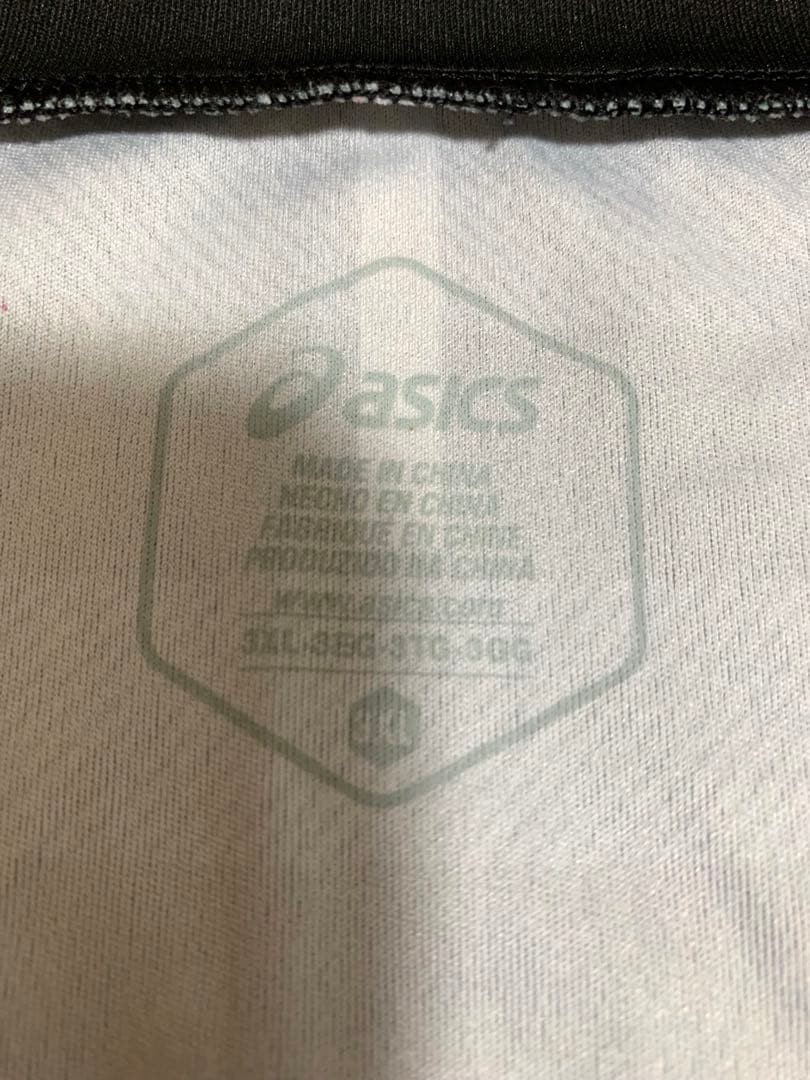 asics
MADE IN CHINA
HECHO EN CHINA
FABRIQUE EN CHINE
PRODUZIDO NA CHINA
www.asics.com
3XL·3EG·3TG·3GG
3XL